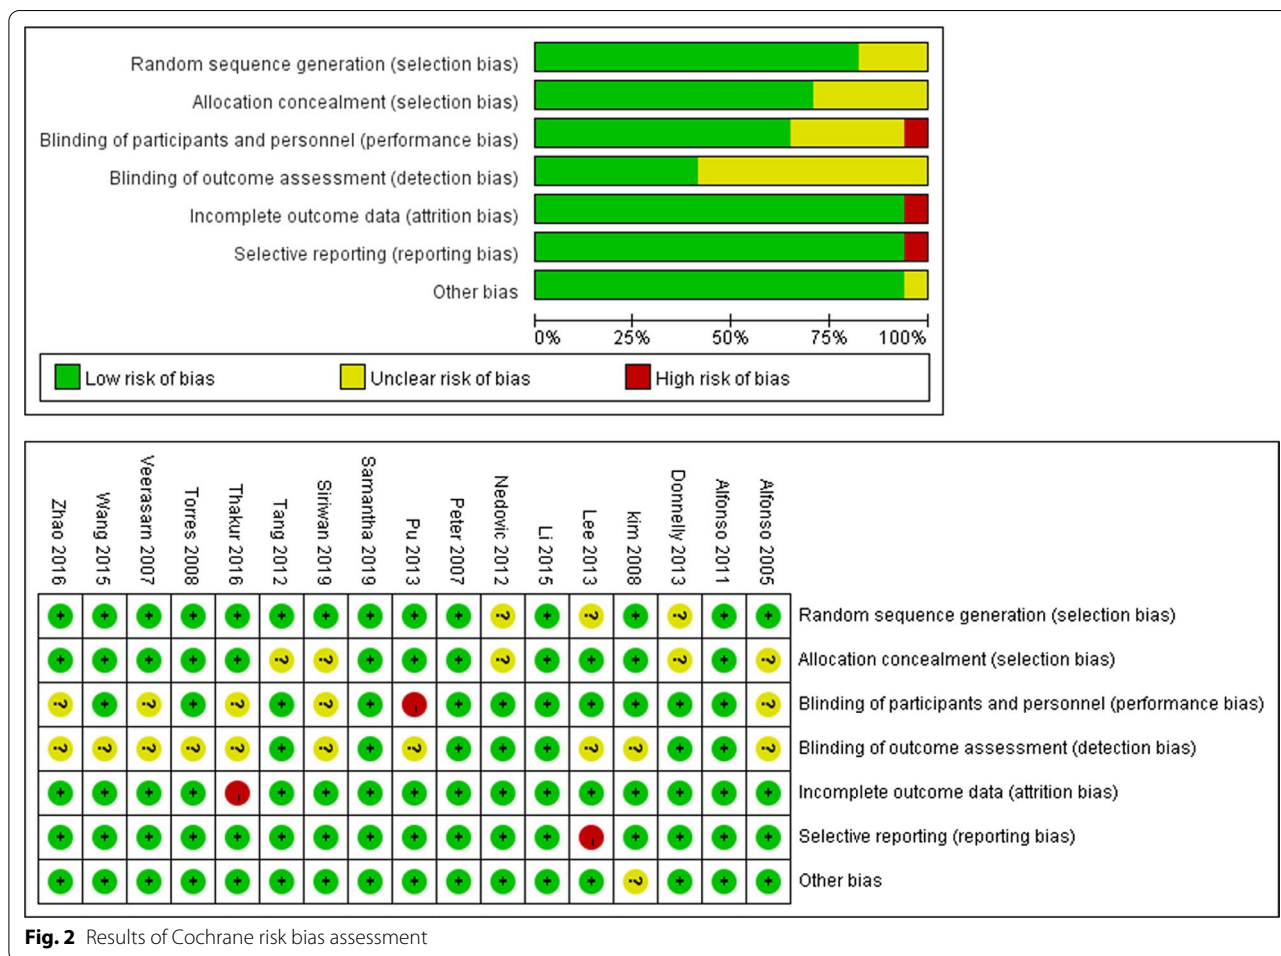 Random sequence generation (selection bias)
Allocation concealment (selection bias)
Blinding of participants and personnel (performance bias)
Blinding of outcome assessment (detection bias)
Incomplete outcome data (attrition bias)
Selective reporting (reporting bias)
Other bias
0% 25% 50% 75% 100%
Low risk of bias Unclear risk of bias High risk of bias
Zhao 2016
Wang 2015
Veerasarn 2007
Torres 2008
Thakur 2016
Tang 2012
Siriwan 2019
Samantha 2019
Pu 2013
Peter 2007
Nedovic 2012
Li 2015
Lee 2013
kim 2008
Donnelly 2013
Alfonso 2011
Alfonso 2005
+ + + + + + + + + + ? + ? + ? + + Random sequence generation (selection bias)
+ + + + + ? ? + + + ? + + + ? + ? Allocation concealment (selection bias)
? + ? + ? + ? + - + + + + + + + ? Blinding of participants and personnel (performance bias)
? ? ? ? ? + ? + ? + + + ? ? + + ? Blinding of outcome assessment (detection bias)
+ + + + - + + + + + + + + + + + + Incomplete outcome data (attrition bias)
+ + + + + + + + + + + + - + + + + Selective reporting (reporting bias)
+ + + + + + + + + + + + + ? + + + Other bias
Fig. 2 Results of Cochrane risk bias assessment